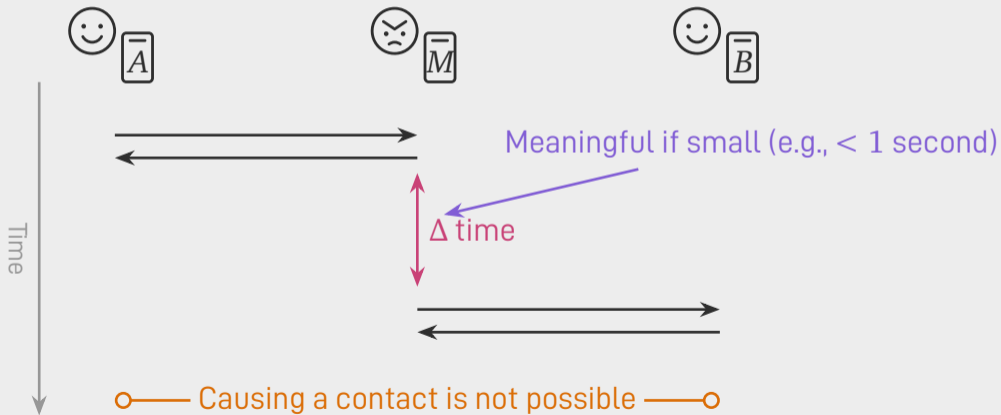 A
M
B
Meaningful if small (e.g., < 1 second)
Δ time
Time
Causing a contact is not possible